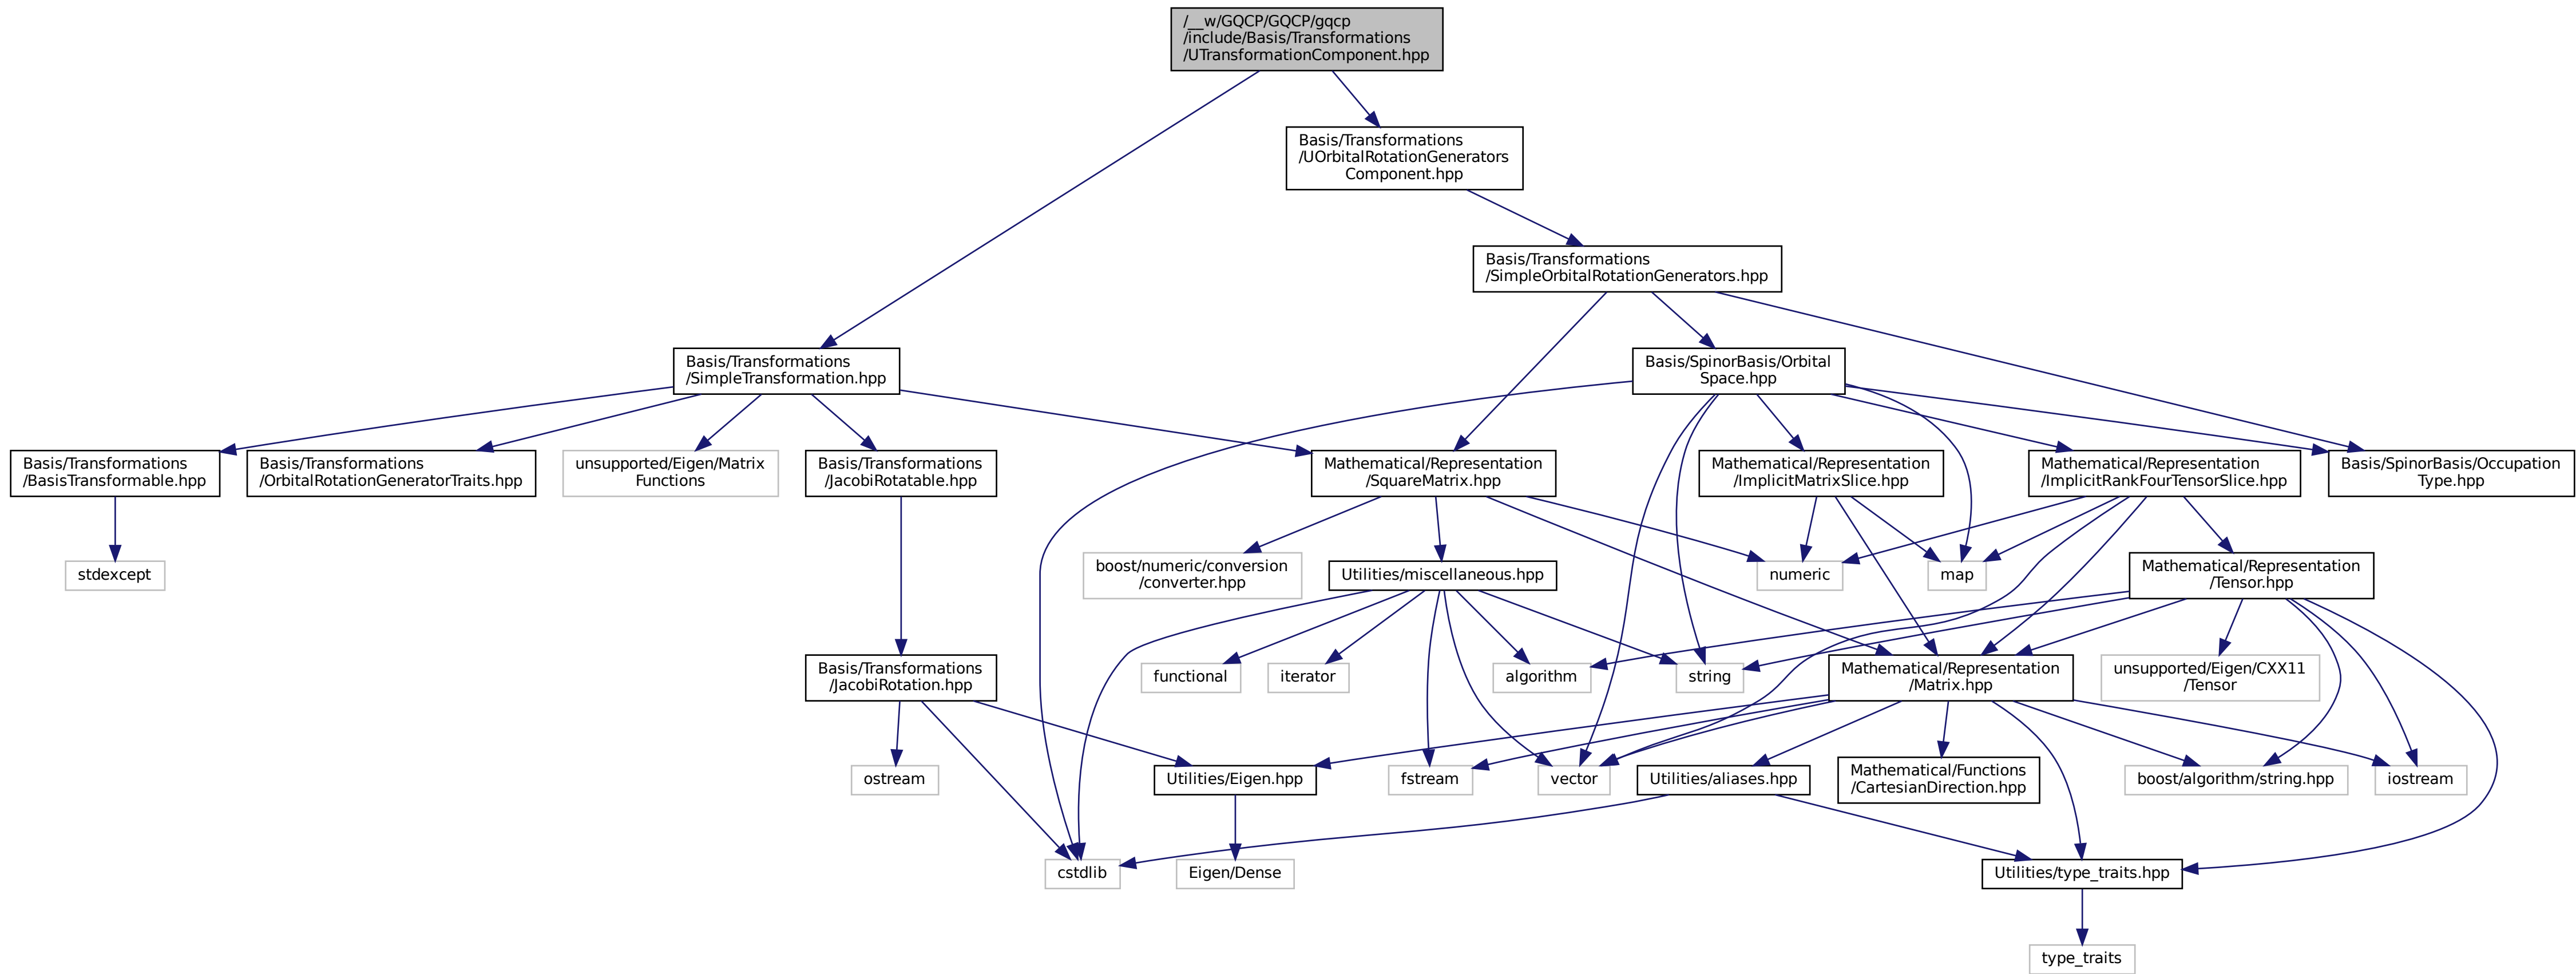 /__w/GQCP/GQCP/gqcp
/include/Basis/Transformations
/UTransformationComponent.hpp
Basis/Transformations
/UOrbitalRotationGenerators
Component.hpp
Basis/Transformations
/SimpleOrbitalRotationGenerators.hpp
Basis/Transformations
/SimpleTransformation.hpp
Basis/SpinorBasis/Orbital
Space.hpp
Basis/Transformations
/BasisTransformable.hpp
Basis/Transformations
/OrbitalRotationGeneratorTraits.hpp
unsupported/Eigen/Matrix
Functions
Basis/Transformations
/JacobiRotatable.hpp
Mathematical/Representation
/SquareMatrix.hpp
Mathematical/Representation
/ImplicitMatrixSlice.hpp
Mathematical/Representation
/ImplicitRankFourTensorSlice.hpp
Basis/SpinorBasis/Occupation
Type.hpp
stdexcept
boost/numeric/conversion
/converter.hpp
Utilities/miscellaneous.hpp
numeric
map
Mathematical/Representation
/Tensor.hpp
Basis/Transformations
/JacobiRotation.hpp
functional
iterator
algorithm
string
Mathematical/Representation
/Matrix.hpp
unsupported/Eigen/CXX11
/Tensor
ostream
Utilities/Eigen.hpp
fstream
vector
Utilities/aliases.hpp
Mathematical/Functions
/CartesianDirection.hpp
boost/algorithm/string.hpp
iostream
cstdlib
Eigen/Dense
Utilities/type_traits.hpp
type_traits